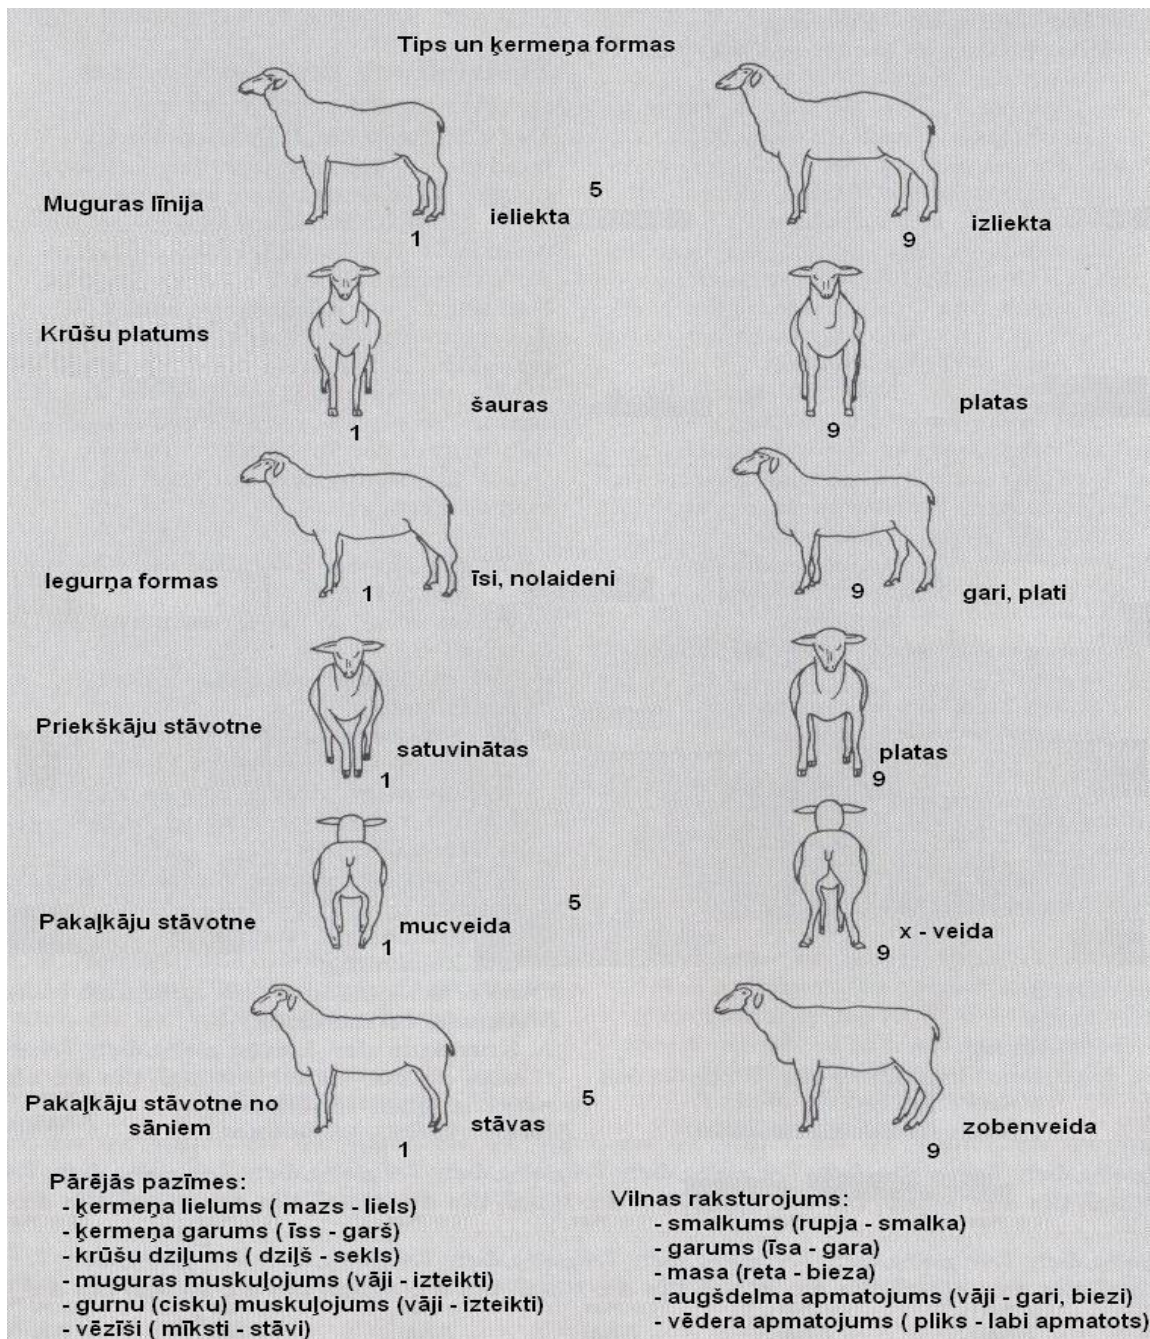 Tips un ķermeņa formas
Muguras līnija
1
ieliekta
5
9
izliekta
Krūšu platums
1
šauras
9
platas
Iegurņa formas
1
īsi, nolaideni
9
gari, plati
Priekškāju stāvotne
1
satuvinātas
9
platas
Pakaļkāju stāvotne
1
mucveida
5
9
x - veida
Pakaļkāju stāvotne no
sāniem
1
stāvas
5
9
zobenveida
Pārējās pazīmes:
- ķermeņa lielums ( mazs - liels)
- ķermeņa garums ( īss - garš)
- krūšu dziļums ( dziļš - sekls)
- muguras muskuļojums (vāji - izteikti)
- gurnu (cisku) muskuļojums (vāji - izteikti)
- vēzīši ( mīksti - stāvi)
Vilnas raksturojums:
- smalkums (rupja - smalka)
- garums (īsa - gara)
- masa (reta - bieza)
- augšdelma apmatojums (vāji - gari, biezi)
- vēdera apmatojums ( pliks - labi apmatots)